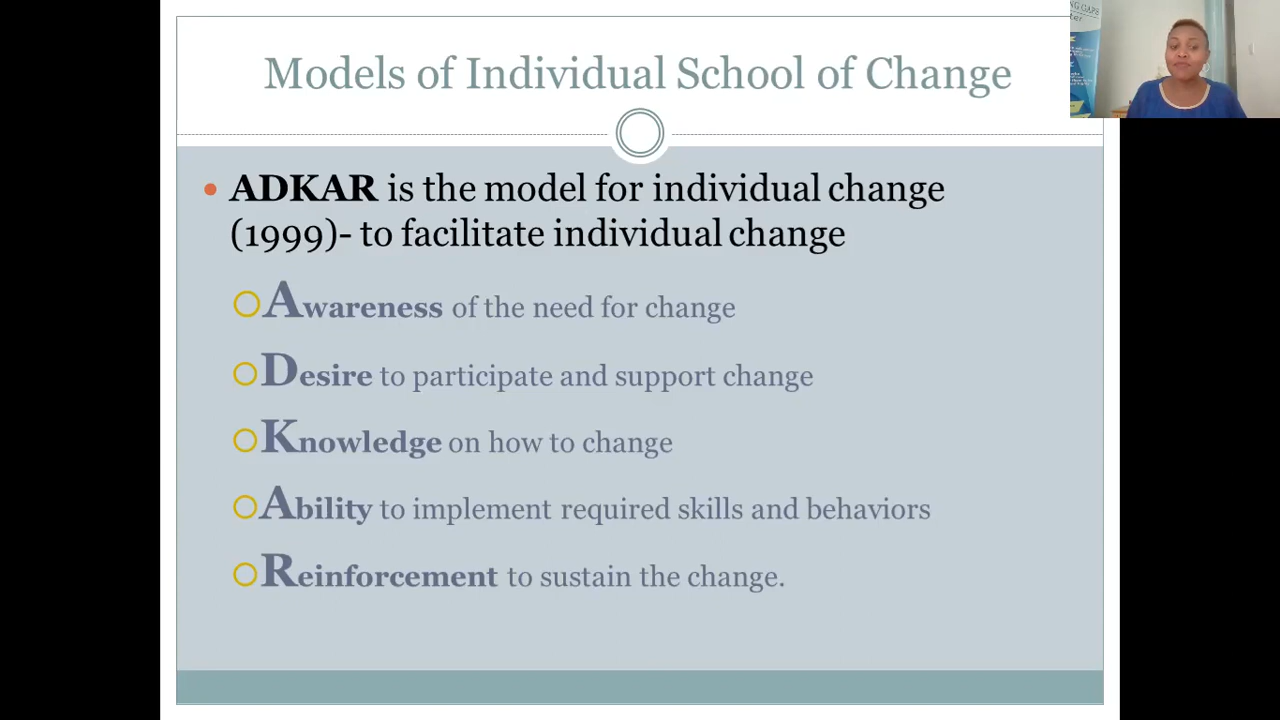 Models of Individual School of Change
• ADKAR is the model for individual change
(1999)- to facilitate individual change
Awareness of the need for change
Desire to participate and support change
Knowledge on how to change
Ability to implement required skills and behaviors
Reinforcement to sustain the change.